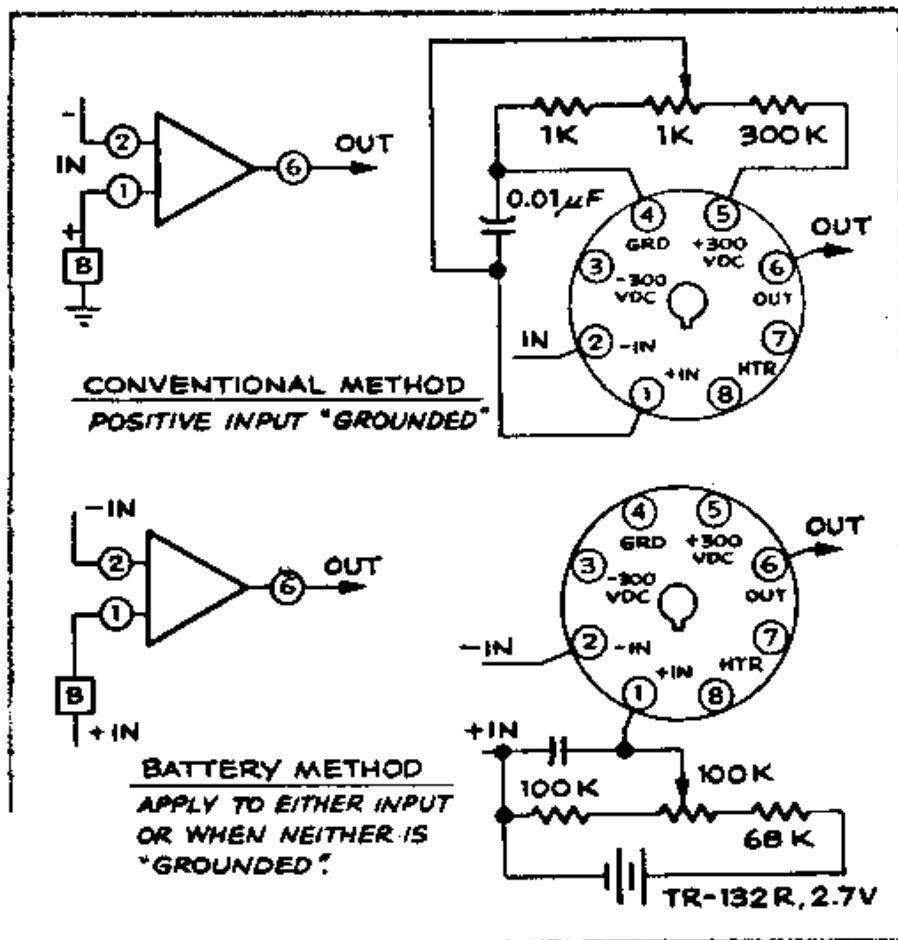 -
2
IN
1
+
B
6
OUT
1K
1K
300K
0.01µF
4
GRD
5
+300
VDC
3
-300
VDC
6
OUT
OUT
IN
2
-IN
7
HTR
+IN
1
8
CONVENTIONAL METHOD
POSITIVE INPUT "GROUNDED"
-IN
2
1
6
OUT
B
+IN
4
GRD
5
+300
VDC
3
-300
VDC
6
OUT
OUT
-IN
2
-IN
7
HTR
+IN
1
8
BATTERY METHOD
APPLY TO EITHER INPUT
OR WHEN NEITHER IS
"GROUNDED".
+IN
100K
100K
68K
TR-132R, 2.7V